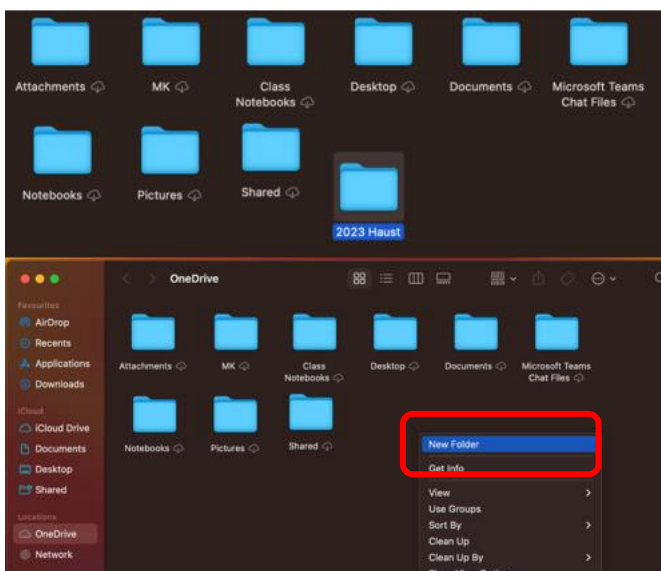 Attachments MK Class Notebooks Desktop Documents Microsoft Teams Chat Files
Notebooks Pictures Shared 2023 Haust
OneDrive
Favourites
AirDrop
Recents
Applications
Downloads
iCloud
iCloud Drive
Documents
Desktop
Shared
Locations
OneDrive
Network
Attachments MK Class Notebooks Desktop Documents Microsoft Teams Chat Files
Notebooks Pictures Shared
New Folder
Get Info
View
Use Groups
Sort By
Clean Up
Clean Up By